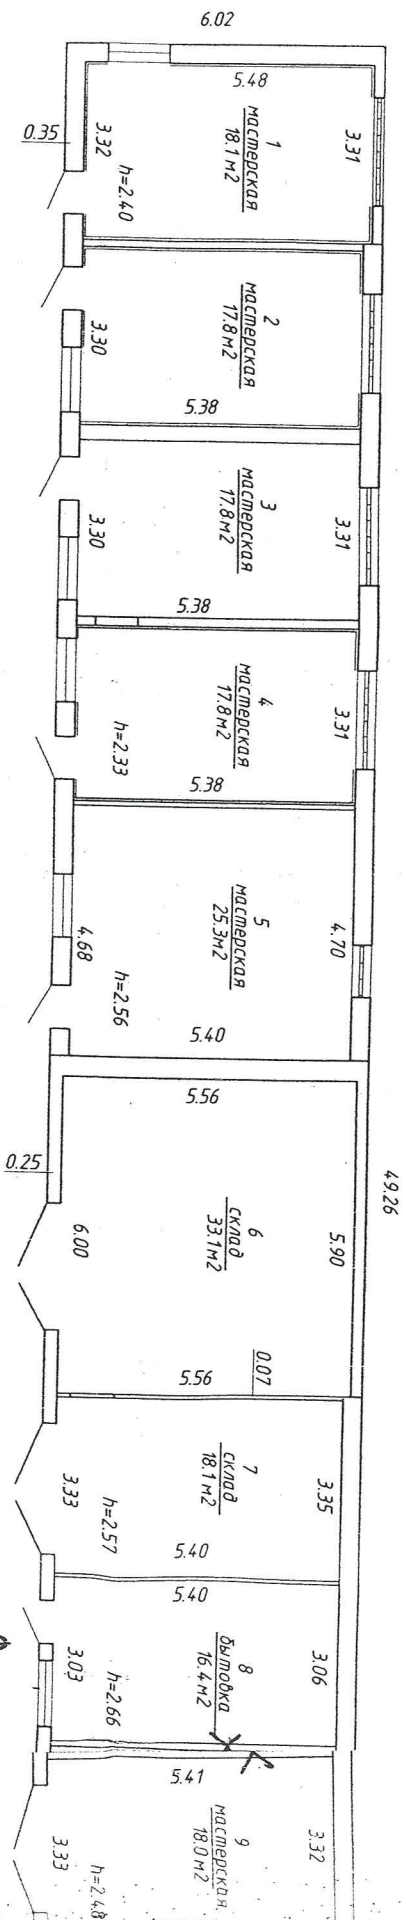 6.02
5.48
0.35
3.32
1
мастерская
18.1 м2
3.31
h=2.40
3.30
2
мастерская
17.8 м2
5.38
3.30
3
мастерская
17.8 м2
3.31
5.38
4
мастерская
17.8 м2
3.31
h=2.33
5.38
4.68
5
мастерская
25.3 м2
4.70
h=2.56
5.40
5.56
0.25
49.26
6.00
6
склад
33.1 м2
5.90
5.56
0.07
3.33
7
склад
18.1 м2
3.35
h=2.57
5.40
5.40
3.03
8
бытовка
16.4 м2
3.06
h=2.66
5.41
3.33
9
мастерская
18.0 м2
3.32
h=2.48